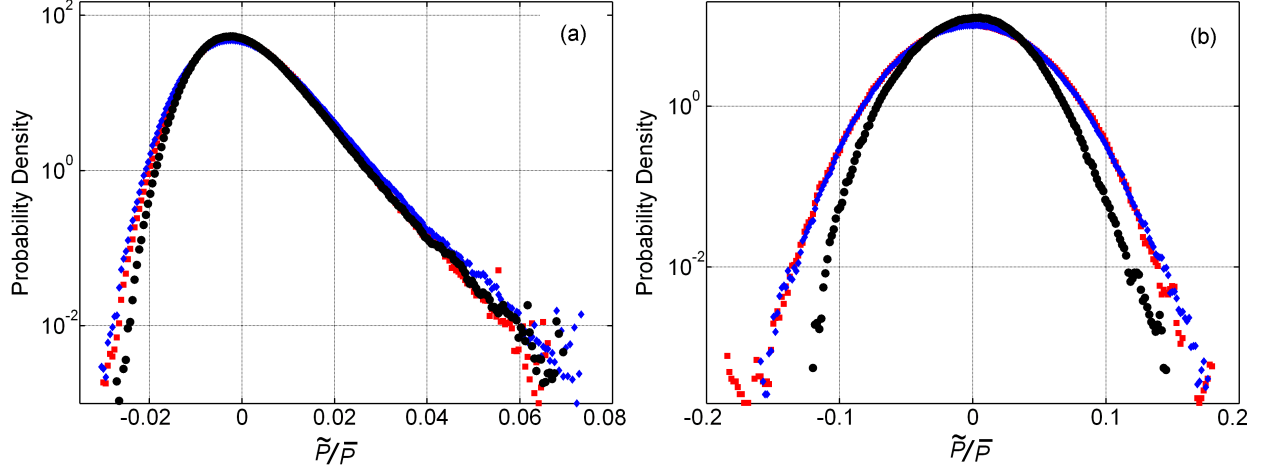 (a)
Probability Density
10^2
10^0
10^-2
-0.02 0 0.02 0.04 0.06 0.08
P̃/P̄
(b)
Probability Density
10^0
10^-2
-0.2 -0.1 0 0.1 0.2
P̃/P̄